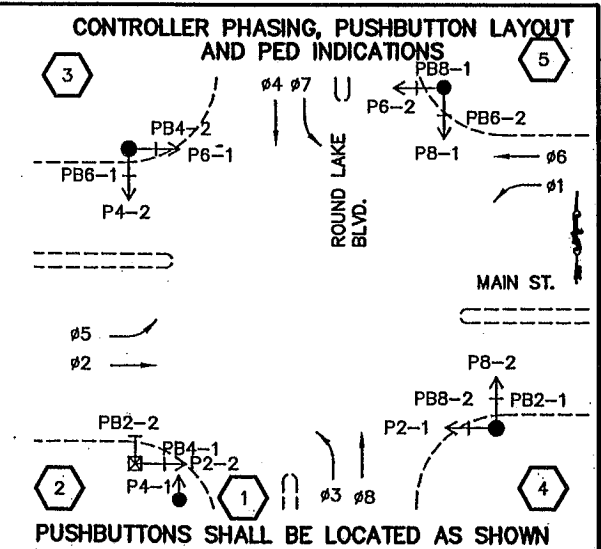 CONTROLLER PHASING, PUSHBUTTON LAYOUT
AND PED INDICATIONS
3
5
ø4 ø7
PB8-1
P6-2
PB6-2
P8-1
PB4-2
P6-1
PB6-1
P4-2
ø6
ø1
ROUND LAKE
BLVD.
MAIN ST.
ø5
ø2
P8-2
PB8-2
PB2-1
P2-1
PB2-2
PB4-1
P2-2
P4-1
2
1
ø3 ø8
4
PUSHBUTTONS SHALL BE LOCATED AS SHOWN